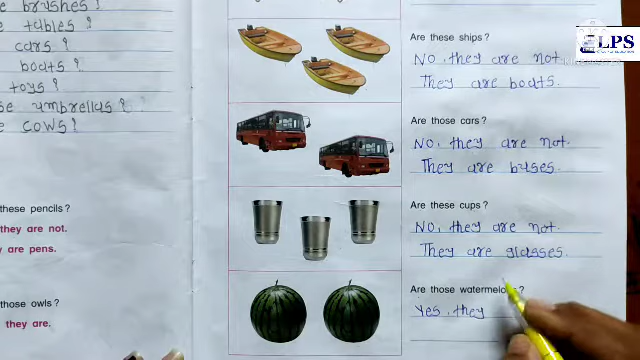 brushes?
tables?
cars?
boats?
toys?
umbrellas?
cows?
these pencils?
they are not.
are pens.
those owls?
they are.
Are these ships?
No, they are not.
They are boats.
Are those cars?
No, they are not.
They are buses.
Are these cups?
No, they are not.
They are glasses.
Are those watermelons?
Yes, they
LPS